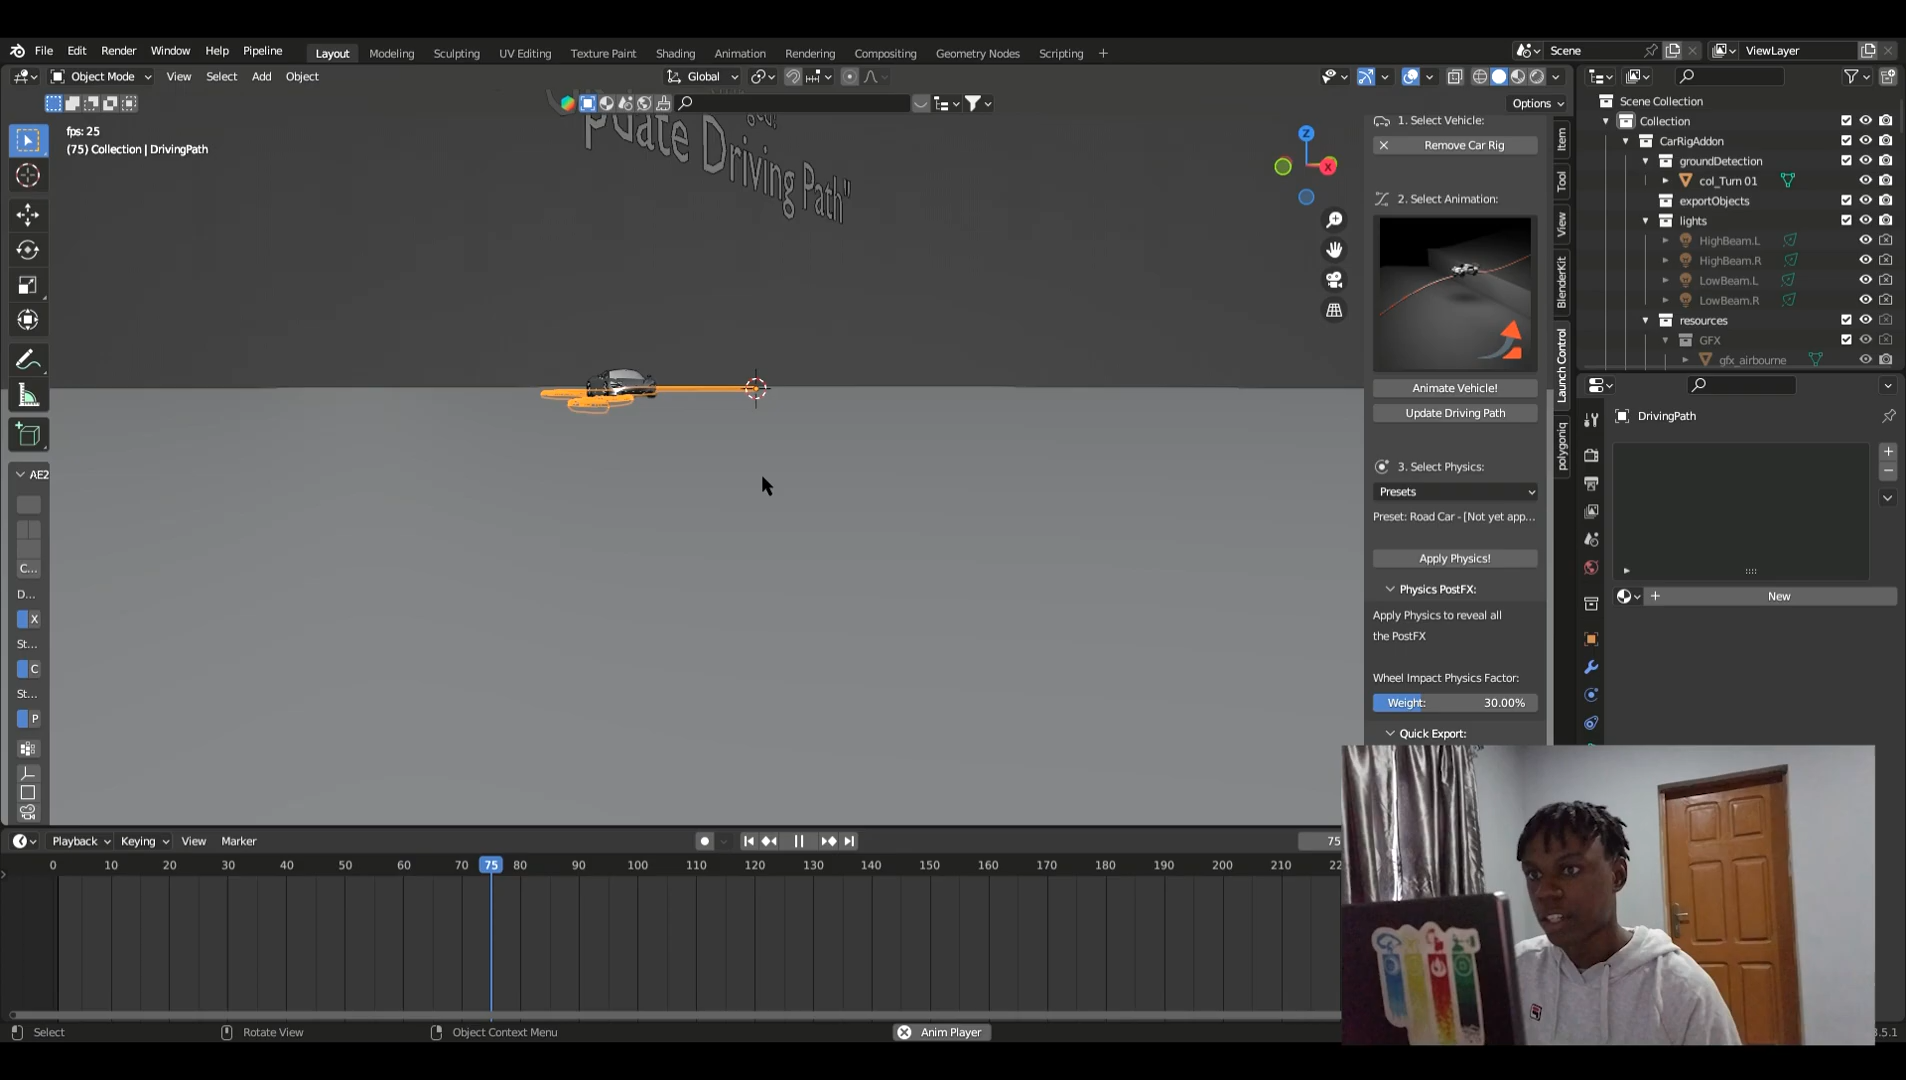 File Edit Render Window Help Pipeline
Layout Modeling Sculpting UV Editing Texture Paint Shading Animation Rendering Compositing Geometry Nodes Scripting +
Scene
ViewLayer
Object Mode View Select Add Object
Global
Options
fps: 25
(75) Collection | DrivingPath
pdate Driving Path"
Z
X
1. Select Vehicle:
Remove Car Rig
2. Select Animation:
Animate Vehicle!
Update Driving Path
3. Select Physics:
Presets
Preset: Road Car - [Not yet app...
Apply Physics!
Physics PostFX:
Apply Physics to reveal all
the PostFX
Wheel Impact Physics Factor:
Weight: 30.00%
Quick Export:
Item
Tool
View
BlenderKit
Launch Control
polygoniq
Scene Collection
Collection
CarRigAddon
groundDetection
col_Turn 01
exportObjects
lights
HighBeam.L
HighBeam.R
LowBeam.L
LowBeam.R
resources
GFX
gfx_airbourne
DrivingPath
New
AE2
C...
D...
X
St...
C
St...
P
Playback Keying View Marker
75
0 10 20 30 40 50 60 70 75 80 90 100 110 120 130 140 150 160 170 180 190 200 210
Select
Rotate View
Object Context Menu
Anim Player
3.5.1